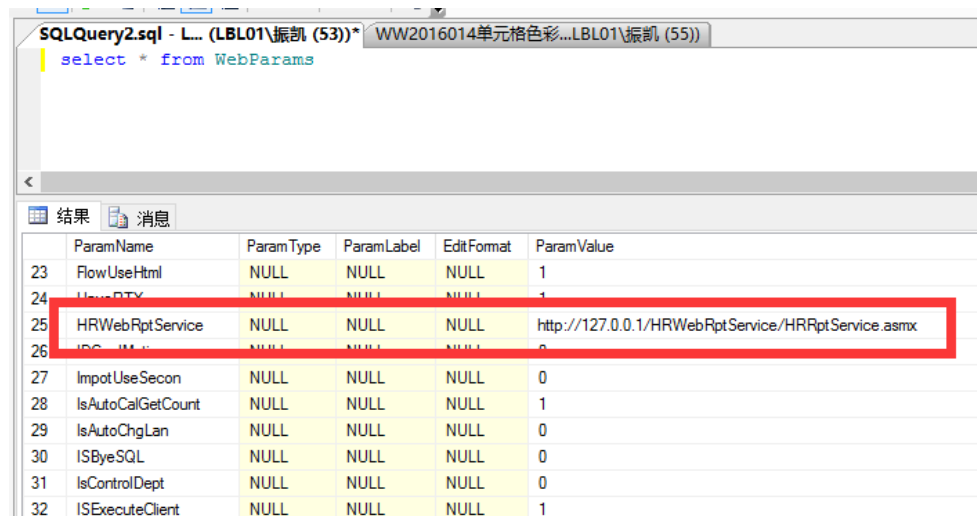 SQLQuery2.sql - L... (LBL01\振凯 (53))* WW2016014单元格色彩...LBL01\振凯 (55))
select * from WebParams
结果 消息
ParamName ParamType ParamLabel EditFormat ParamValue
23 FlowUseHtml NULL NULL NULL 1
24
25 HRWebRptService NULL NULL NULL http://127.0.0.1/HRWebRptService/HRRptService.asmx
26
27 ImpotUseSecon NULL NULL NULL 0
28 IsAutoCalGetCount NULL NULL NULL 1
29 IsAutoChgLan NULL NULL NULL 0
30 ISByeSQL NULL NULL NULL 0
31 IsControlDept NULL NULL NULL 0
32 ISExecuteClient NULL NULL NULL 1